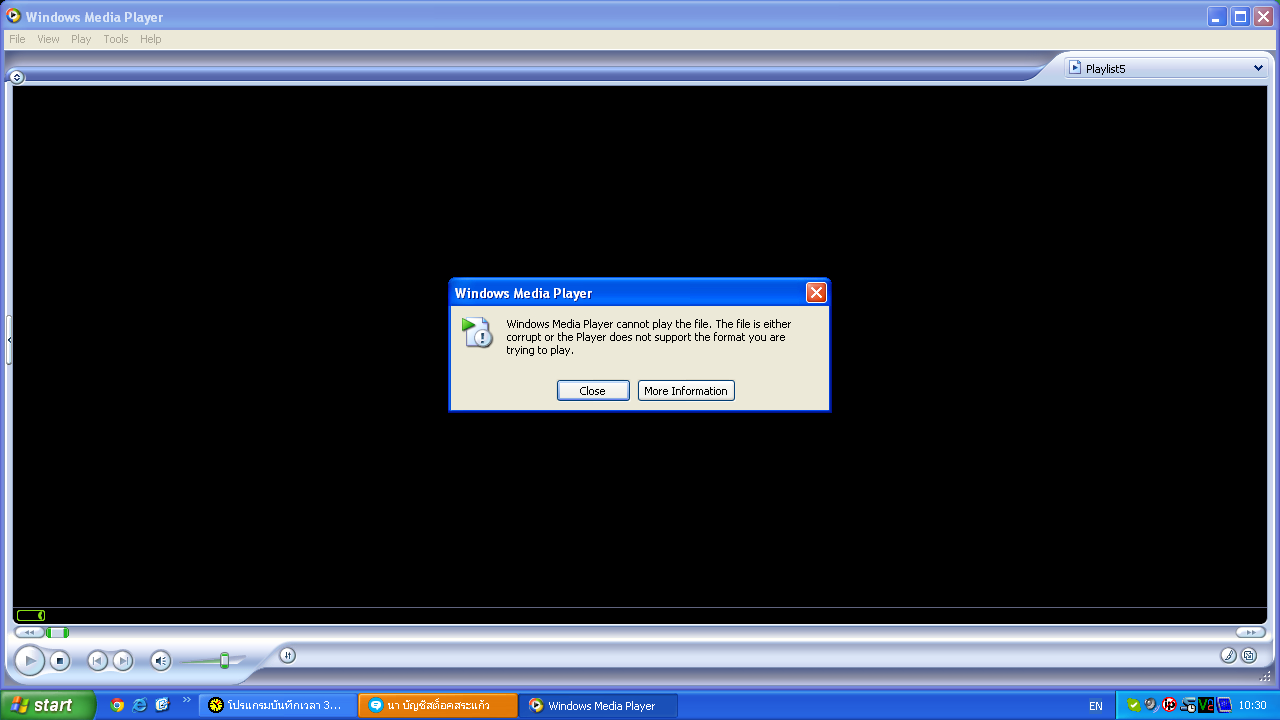 Windows Media Player
File View Play Tools Help
Playlist5
Windows Media Player
Windows Media Player cannot play the file. The file is either
corrupt or the Player does not support the format you are
trying to play.
Close More Information
start โปรแกรมบันทึกเวลา 3... นา บัญชีสต็อคสระแก้ว Windows Media Player EN 10:30